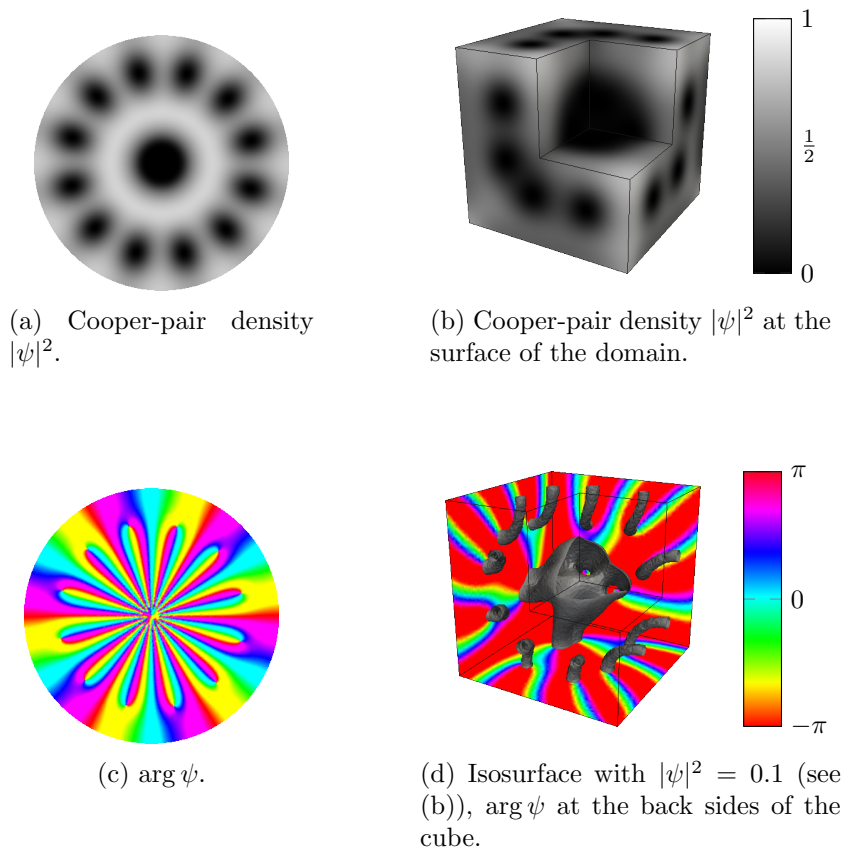 1
1/2
0
(a) Cooper-pair density
|ψ|².
(b) Cooper-pair density |ψ|² at the
surface of the domain.
π
0
−π
(c) arg ψ.
(d) Isosurface with |ψ|² = 0.1 (see
(b)), arg ψ at the back sides of the
cube.